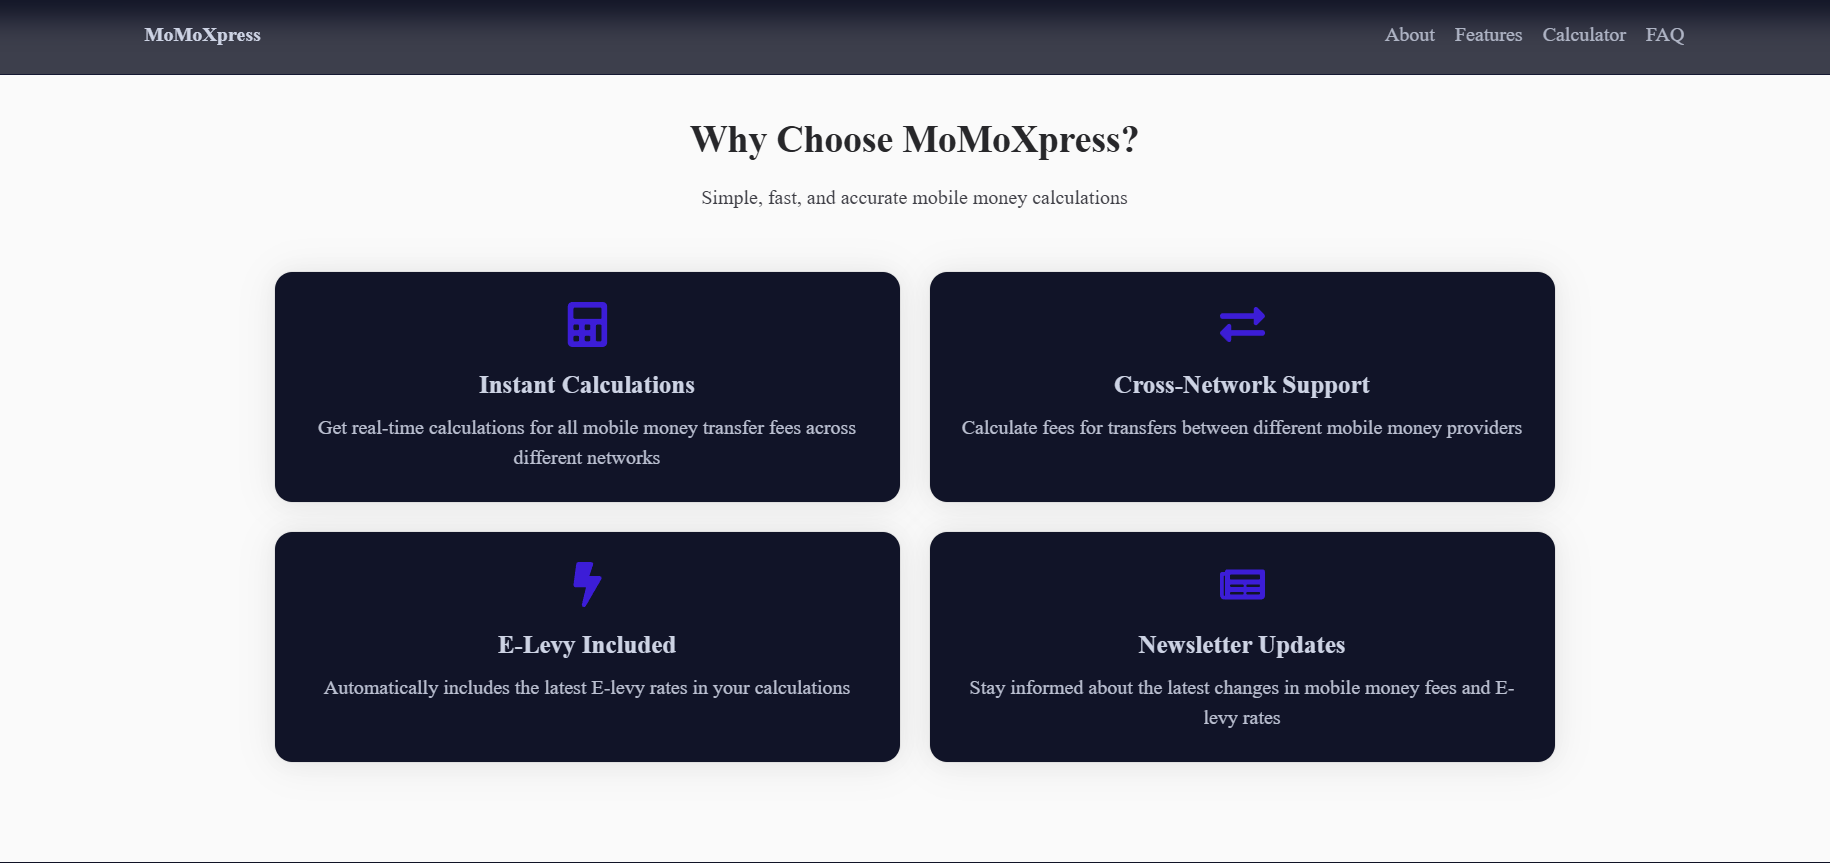 MoMoXpress
About Features Calculator FAQ
Why Choose MoMoXpress?
Simple, fast, and accurate mobile money calculations
Instant Calculations
Get real-time calculations for all mobile money transfer fees across
different networks
Cross-Network Support
Calculate fees for transfers between different mobile money providers
E-Levy Included
Automatically includes the latest E-levy rates in your calculations
Newsletter Updates
Stay informed about the latest changes in mobile money fees and E-
levy rates